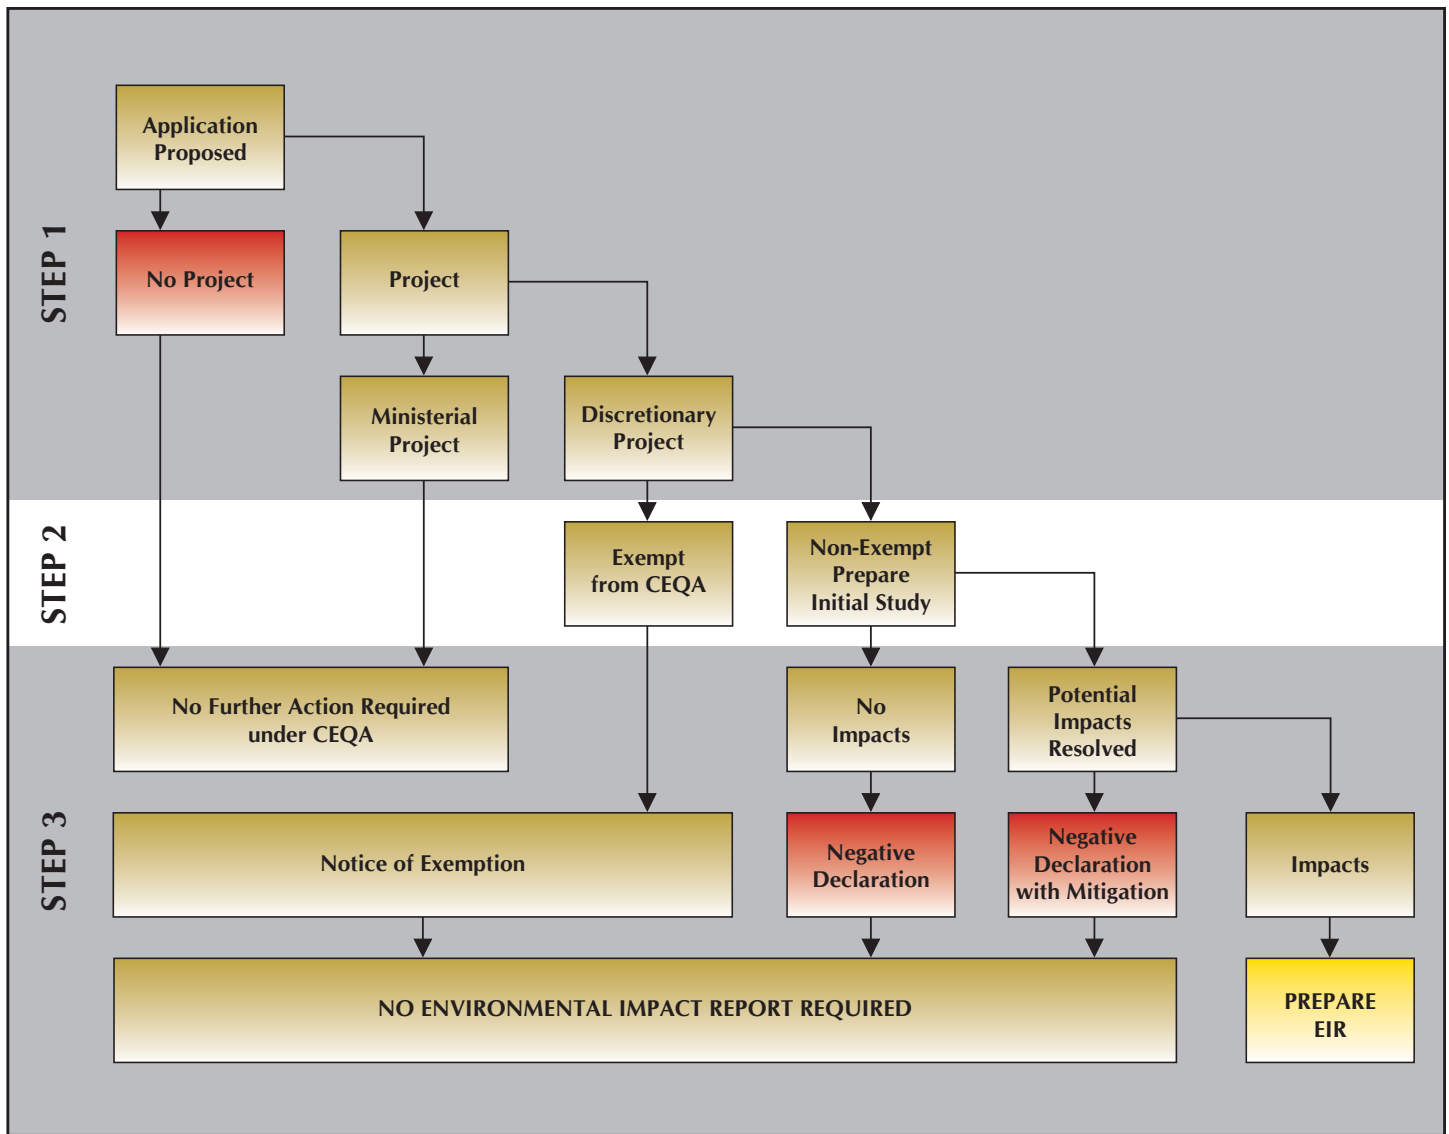 STEP 1
Application
Proposed
No Project
Project
Ministerial
Project
Discretionary
Project
STEP 2
Exempt
from CEQA
Non-Exempt
Prepare
Initial Study
STEP 3
No Further Action Required
under CEQA
No
Impacts
Potential
Impacts
Resolved
Notice of Exemption
Negative
Declaration
Negative
Declaration
with Mitigation
Impacts
NO ENVIRONMENTAL IMPACT REPORT REQUIRED
PREPARE
EIR